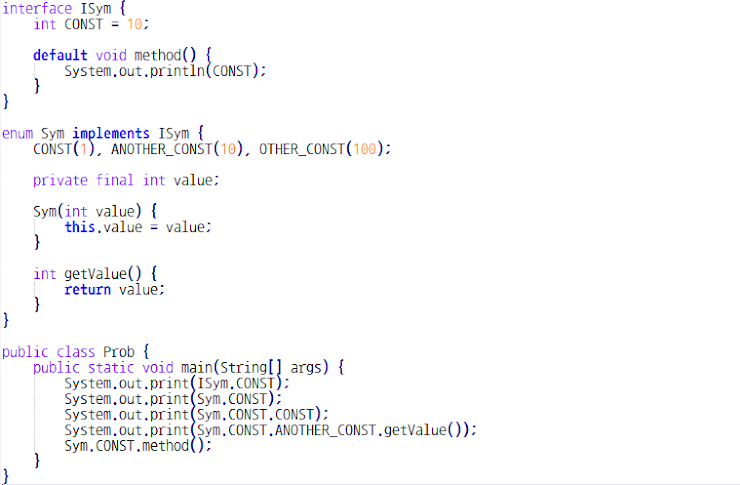 interface ISym {
    int CONST = 10;
    default void method() {
        System.out.println(CONST);
    }
}
enum Sym implements ISym {
    CONST(1), ANOTHER_CONST(10), OTHER_CONST(100);
    private final int value;
    Sym(int value) {
        this.value = value;
    }
    int getValue() {
        return value;
    }
}
public class Prob {
    public static void main(String[] args) {
        System.out.print(ISym.CONST);
        System.out.print(Sym.CONST);
        System.out.print(Sym.CONST.CONST);
        System.out.print(Sym.CONST.ANOTHER_CONST.getValue());
        Sym.CONST.method();
    }
}